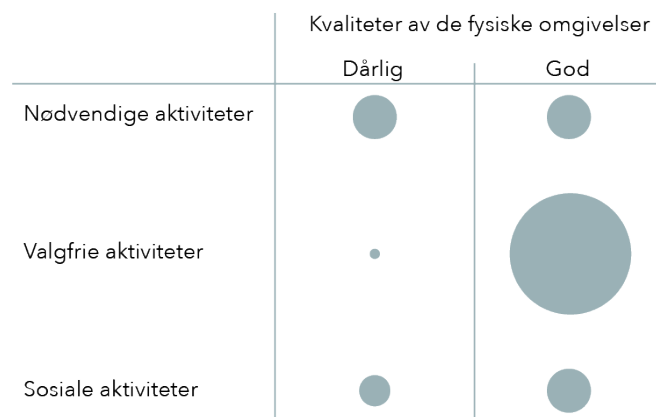 Kvaliteter av de fysiske omgivelser
Dårlig God
Nødvendige aktiviteter
Valgfrie aktiviteter
Sosiale aktiviteter